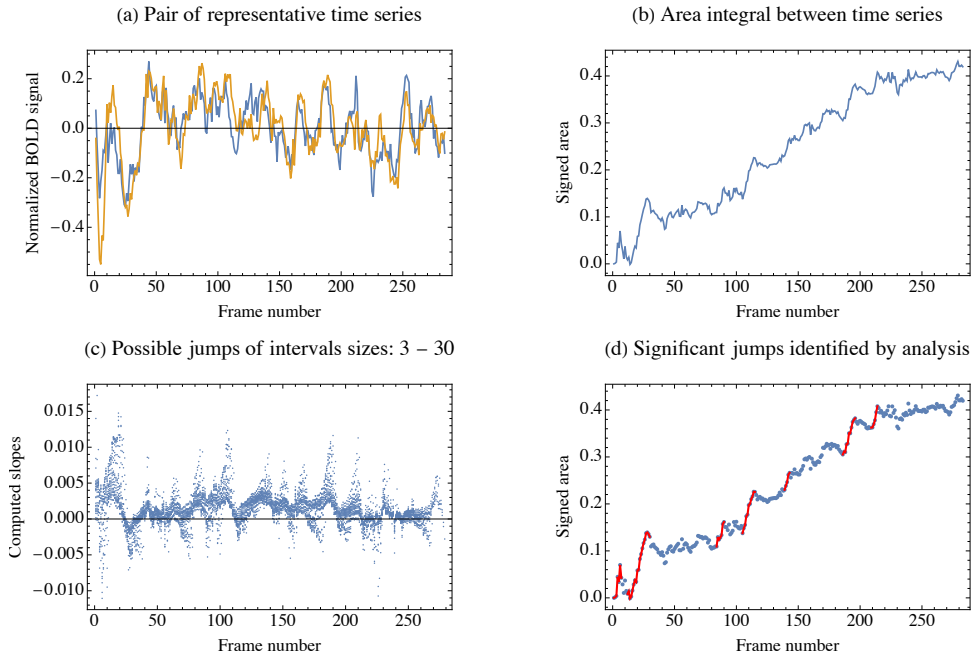 (a) Pair of representative time series
Normalized BOLD signal
0.2
0.0
−0.2
−0.4
0 50 100 150 200 250
Frame number
(b) Area integral between time series
Signed area
0.4
0.3
0.2
0.1
0.0
0 50 100 150 200 250
Frame number
(c) Possible jumps of intervals sizes: 3 – 30
Computed slopes
0.015
0.010
0.005
0.000
−0.005
−0.010
0 50 100 150 200 250
Frame number
(d) Significant jumps identified by analysis
Signed area
0.4
0.3
0.2
0.1
0.0
0 50 100 150 200 250
Frame number